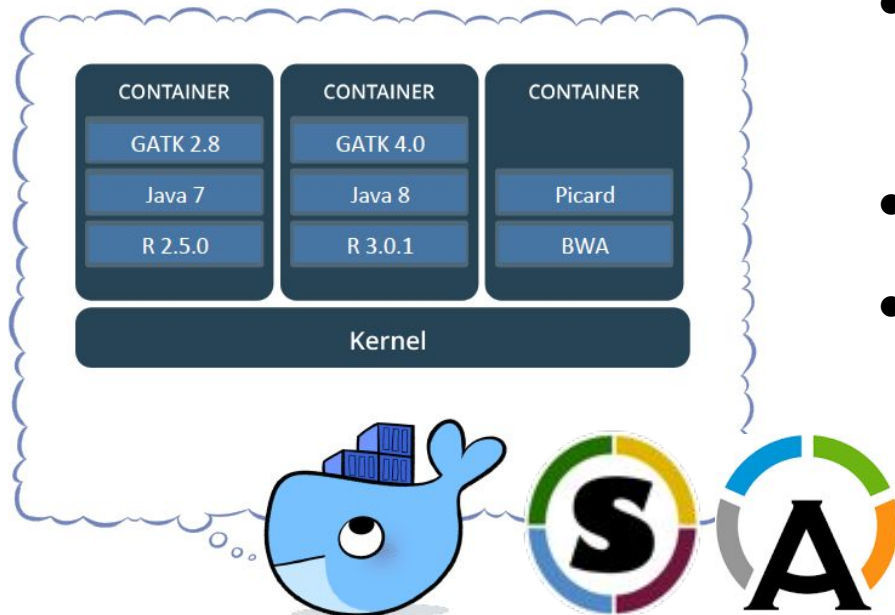 CONTAINER
GATK 2.8
Java 7
R 2.5.0
CONTAINER
GATK 4.0
Java 8
R 3.0.1
CONTAINER
Picard
BWA
Kernel
S
A